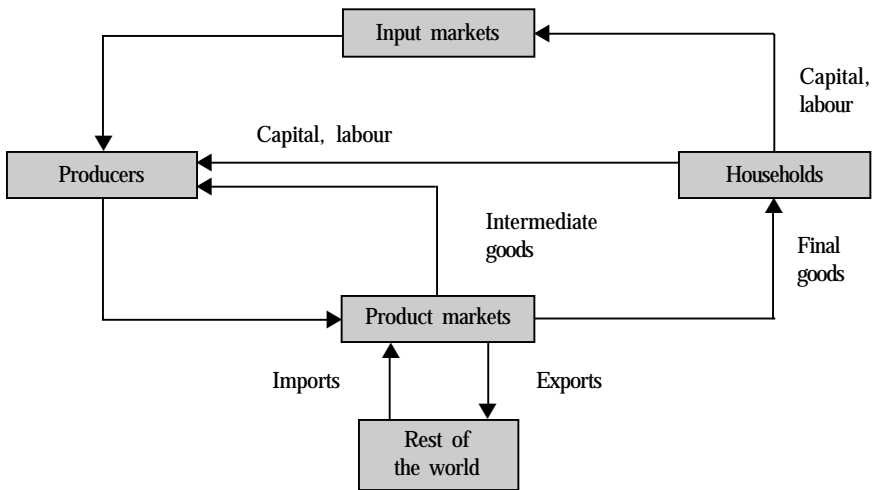 Input markets
Capital,
labour
Capital, labour
Producers
Households
Intermediate
goods
Final
goods
Product markets
Imports
Exports
Rest of
the world